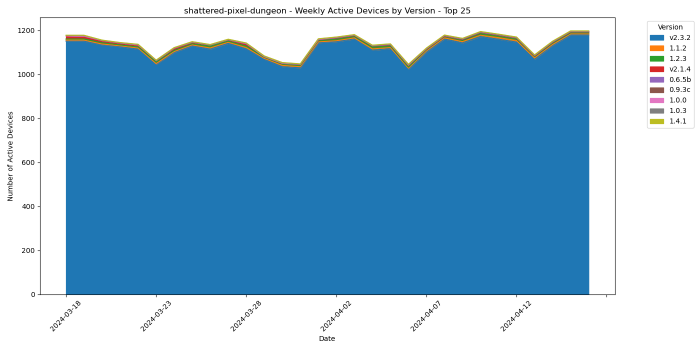 shattered-pixel-dungeon - Weekly Active Devices by Version - Top 25
1200
1000
800
600
400
200
0
Number of Active Devices
2024-03-18
2024-03-23
2024-03-28
2024-04-02
2024-04-07
2024-04-12
Date
Version
v2.3.2
1.1.2
1.2.3
v2.1.4
0.6.5b
0.9.3c
1.0.0
1.0.3
1.4.1